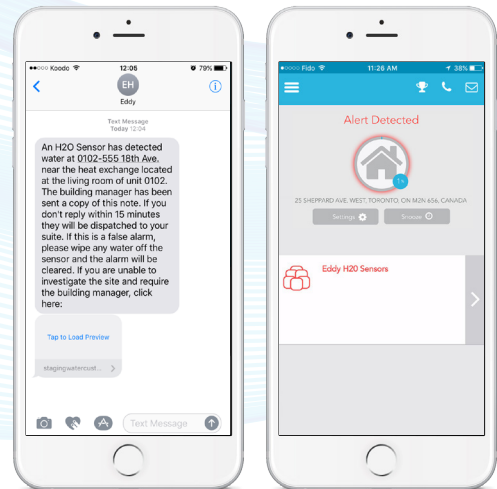 Koodo 12:06 79%
EH
Eddy
Text Message
Today 12:04
An H2O Sensor has detected
water at 0102-555 18th Ave.
near the heat exchange located
at the living room of unit 0102.
The building manager has been
sent a copy of this note. If you
don't reply within 15 minutes
they will be dispatched to your
suite. If this is a false alarm,
please wipe any water off the
sensor and the alarm will be
cleared. If you are unable to
investigate the site and require
the building manager, click
here:
Tap to Load Preview
stagingwatercust...
Text Message
Fido 11:26 AM 38%
Alert Detected
25 SHEPPARD AVE. WEST, TORONTO, ON M2N 6S6, CANADA
Settings Snooze
Eddy H20 Sensors